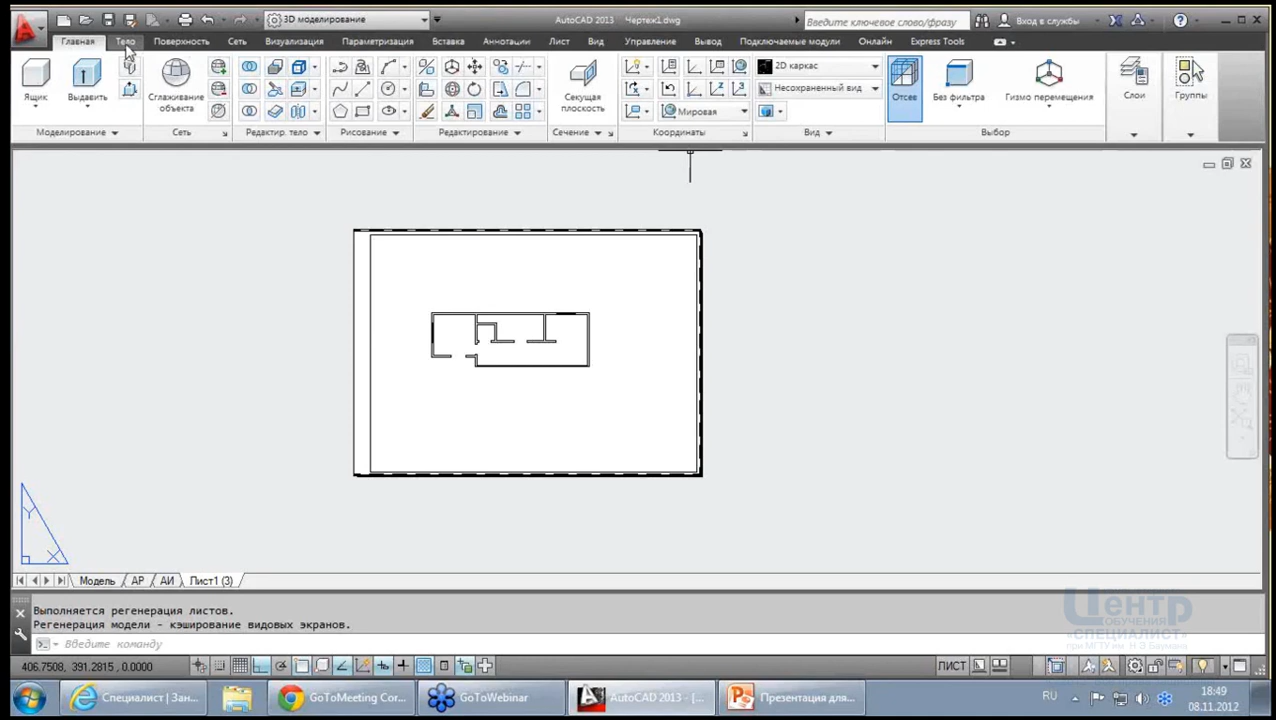 3D моделирование
AutoCAD 2013 Чертеж1.dwg
Введите ключевое слово/фразу
Вход в службы
Главная Тело Поверхность Сеть Визуализация Параметризация Вставка Аннотации Лист Вид Управление Вывод Подключаемые модули Онлайн Express Tools
Ящик
Выдавить
Сглаживание объекта
Секущая плоскость
2D каркас
Несохраненный вид
Мировая
Отсев
Без фильтра
Гизмо перемещения
Слои
Группы
Моделирование
Сеть
Редактир. тело
Рисование
Редактирование
Сечение
Координаты
Вид
Выбор
Y
X
Модель АР АИ Лист1 (3)
Выполняется регенерация листов.
Регенерация модели - кэширование видовых экранов.
Введите команду
Центр
ОБУЧЕНИЯ
«СПЕЦИАЛИСТ»
при МГТУ им. Н.Э.Баумана
406.7508, 391.2815, 0.0000
ЛИСТ
Специалист | Зан...
GoToMeeting Cor...
GoToWebinar
AutoCAD 2013 - [...
Презентация для...
RU
18:49
08.11.2012